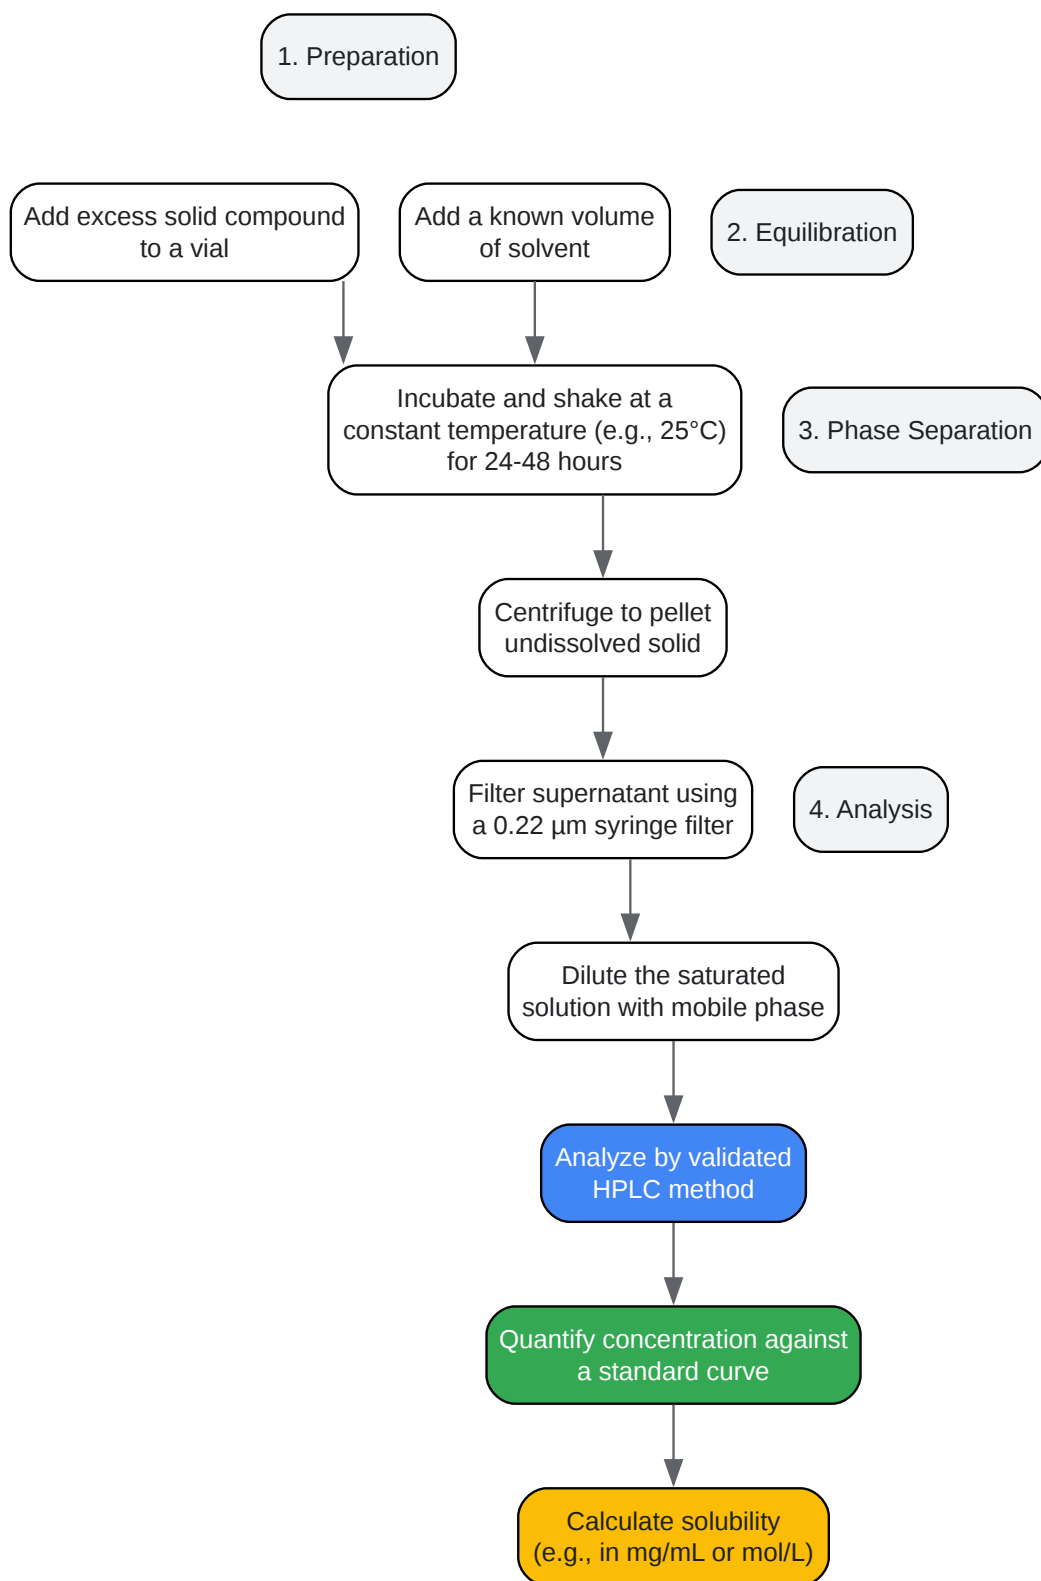 1. Preparation
Add excess solid compound
to a vial
Add a known volume
of solvent
2. Equilibration
Incubate and shake at a
constant temperature (e.g., 25°C)
for 24-48 hours
3. Phase Separation
Centrifuge to pellet
undissolved solid
Filter supernatant using
a 0.22 µm syringe filter
4. Analysis
Dilute the saturated
solution with mobile phase
Analyze by validated
HPLC method
Quantify concentration against
a standard curve
Calculate solubility
(e.g., in mg/mL or mol/L)